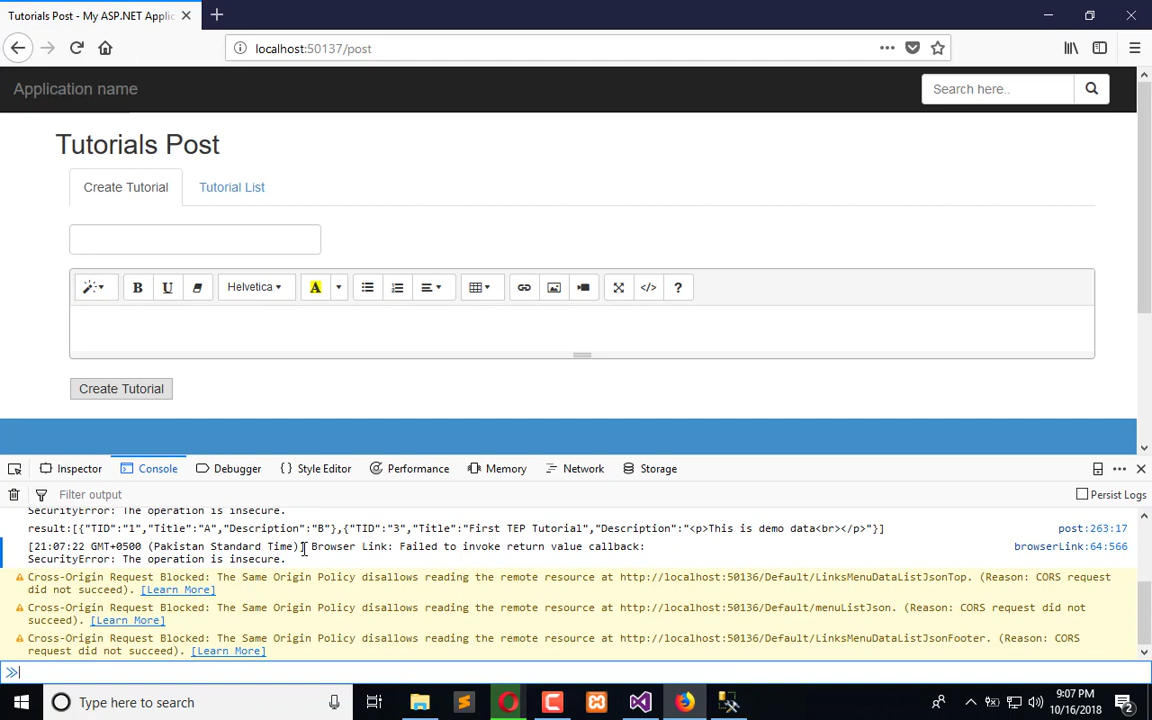 Tutorials Post - My ASP.NET Applic
localhost:50137/post
Application name
Search here..
Tutorials Post
Create Tutorial
Tutorial List
B U Helvetica A </> ?
Create Tutorial
Inspector Console Debugger { } Style Editor Performance Memory Network Storage
Filter output Persist Logs
SecurityError: The operation is insecure.
result:[{"TID":"1","Title":"A","Description":"B"},{"TID":"3","Title":"First TEP Tutorial","Description":"<p>This is demo data<br></p>"}] post:263:17
[21:07:22 GMT+0500 (Pakistan Standard Time)] Browser Link: Failed to invoke return value callback: browserLink:64:566
SecurityError: The operation is insecure.
Cross-Origin Request Blocked: The Same Origin Policy disallows reading the remote resource at http://localhost:50136/Default/LinksMenuDataListJsonTop. (Reason: CORS request
did not succeed). [Learn More]
Cross-Origin Request Blocked: The Same Origin Policy disallows reading the remote resource at http://localhost:50136/Default/menuListJson. (Reason: CORS request did not
succeed). [Learn More]
Cross-Origin Request Blocked: The Same Origin Policy disallows reading the remote resource at http://localhost:50136/Default/LinksMenuDataListJsonFooter. (Reason: CORS
request did not succeed). [Learn More]
Type here to search
9:07 PM
10/16/2018
2